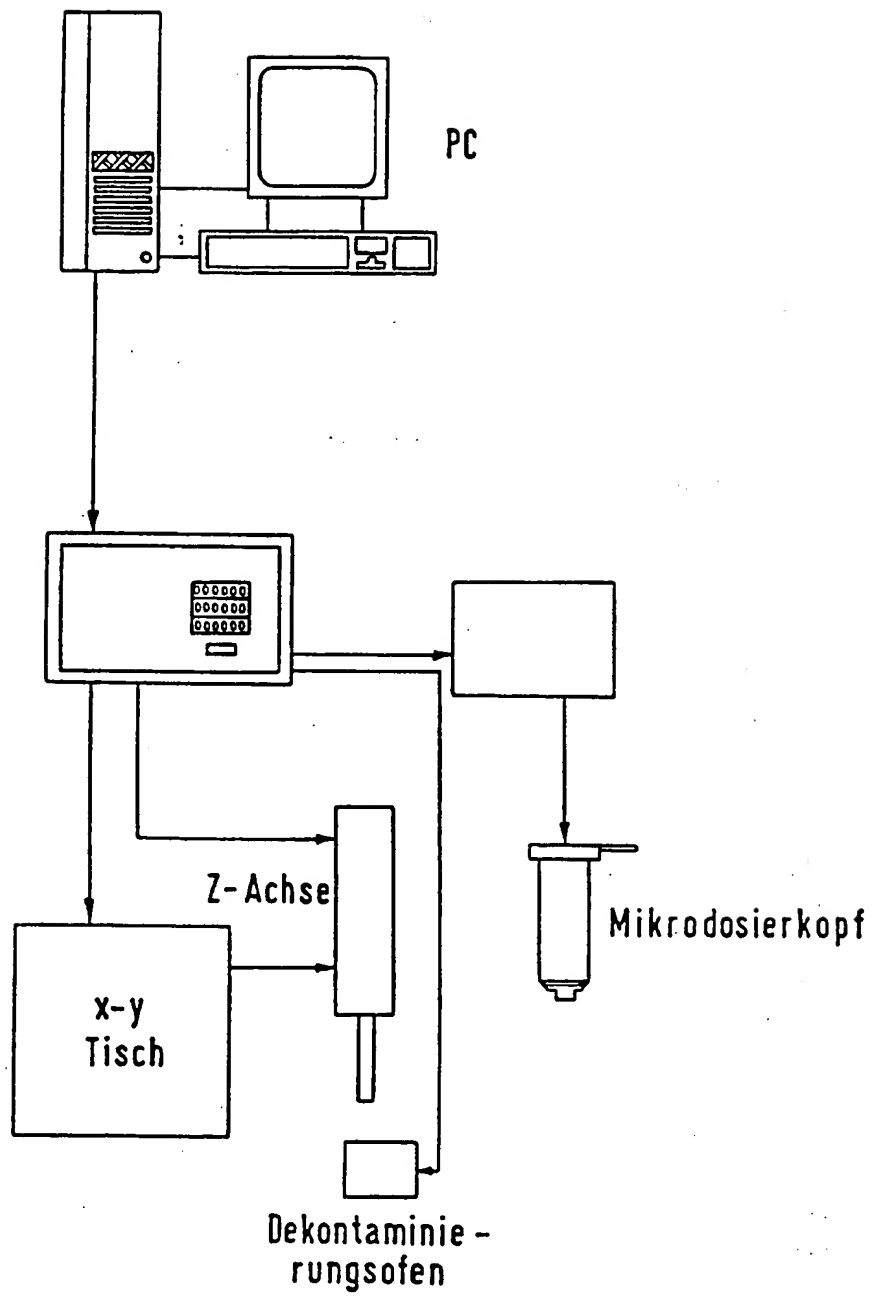 PC
Z-Achse
x-y
Tisch
Mikrodosierkopf
Dekontaminie-
rungsofen